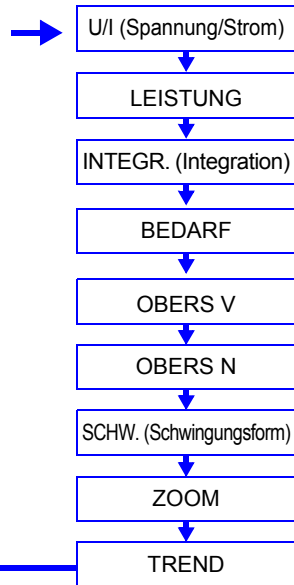 U/I (Spannung/Strom)
LEISTUNG
INTEGR. (Integration)
BEDARF
OBERS V
OBERS N
SCHW. (Schwingungsform)
ZOOM
TREND